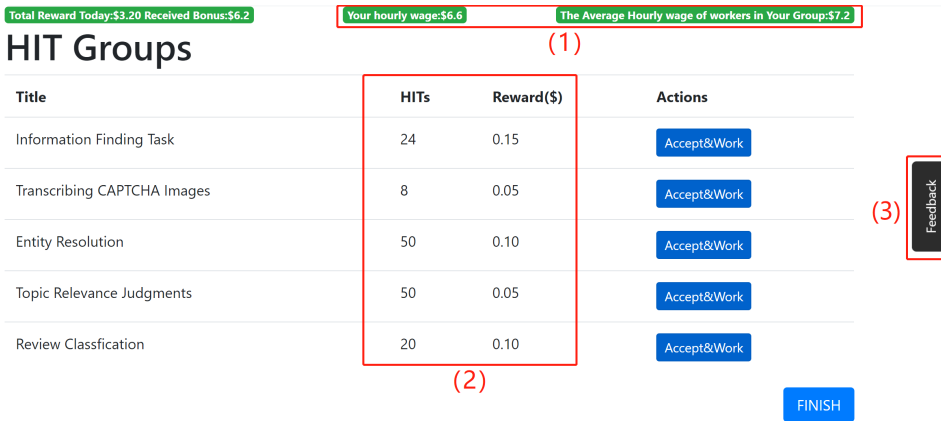 Total Reward Today:$3.20 Received Bonus:$6.2 Your hourly wage:$6.6 The Average Hourly wage of workers in Your Group:$7.2
(1)
HIT Groups
Title HITs Reward($) Actions
Information Finding Task 24 0.15 Accept&Work
Transcribing CAPTCHA Images 8 0.05 Accept&Work
(3) Feedback
Entity Resolution 50 0.10 Accept&Work
Topic Relevance Judgments 50 0.05 Accept&Work
Review Classfication 20 0.10 Accept&Work
(2)
FINISH